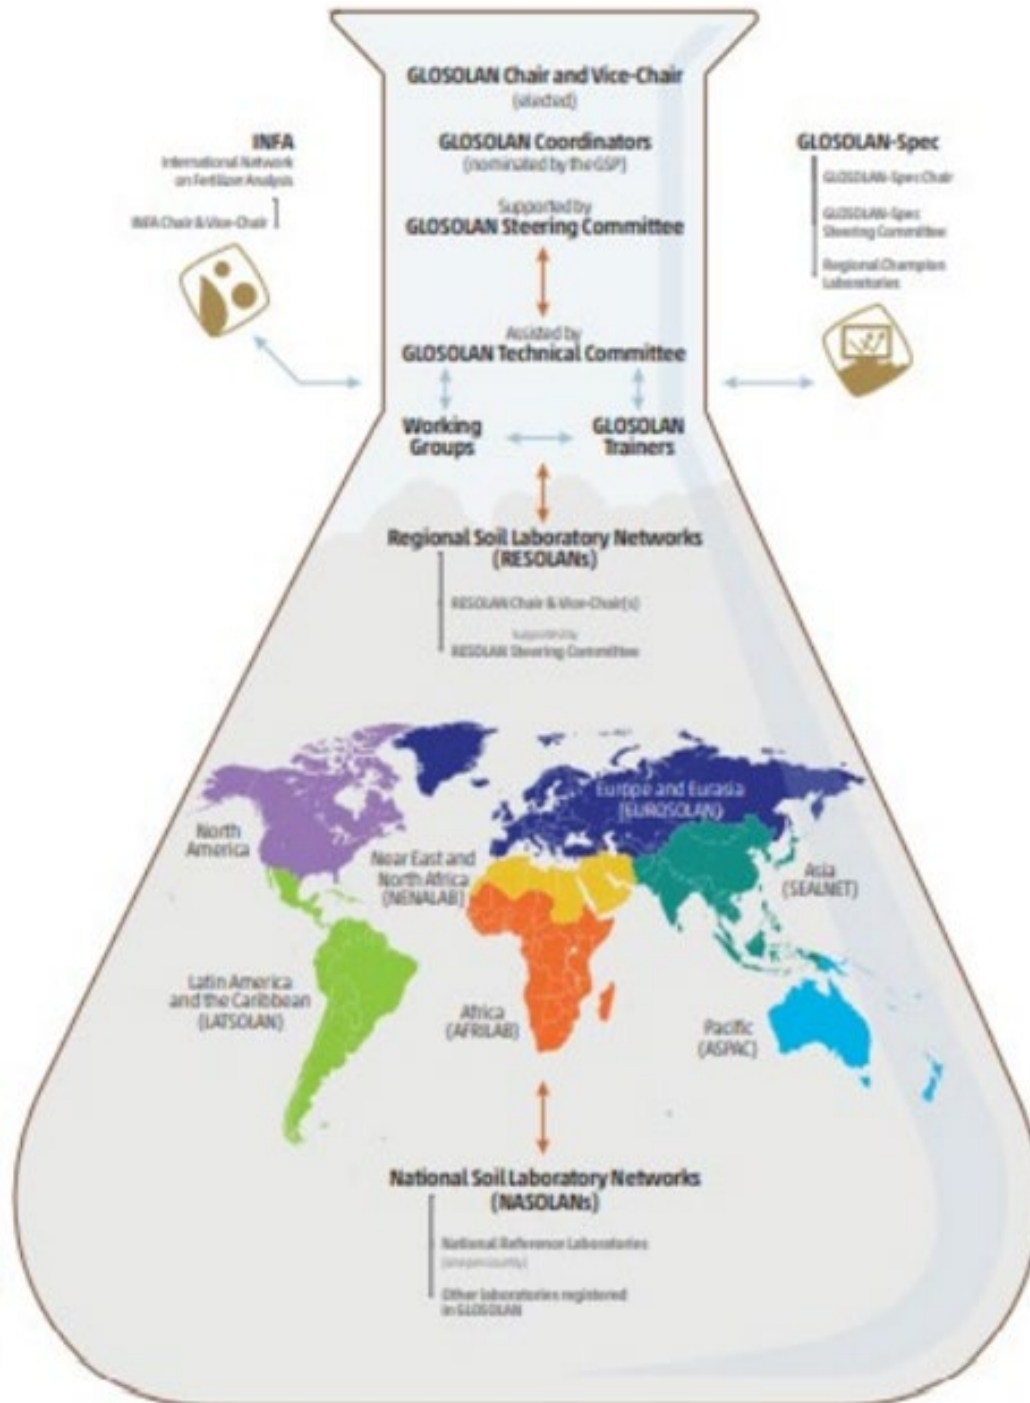 GLOSOLAN Chair and Vice-Chair
(elected)
GLOSOLAN Coordinators
(nominated by the GSP)
Supported by
GLOSOLAN Steering Committee
INFA
International Network
on Fertilizer Analysis
INFA Chair & Vice-Chair
GLOSOLAN-Spec
GLOSOLAN-Spec Chair
GLOSOLAN-Spec
Steering Committee
Regional Champion
Laboratories
Assisted by
GLOSOLAN Technical Committee
Working
Groups
GLOSOLAN
Trainers
Regional Soil Laboratory Networks
(RESOLANs)
RESOLAN Chair & Vice-Chair(s)
Supported by
RESOLAN Steering Committee
Europe and Eurasia
(EUROSOLAN)
North
America
Near East and
North Africa
(NENALAB)
Asia
(SEALNET)
Latin America
and the Caribbean
(LATSOLAN)
Africa
(AFRILAB)
Pacific
(ASPAC)
National Soil Laboratory Networks
(NASOLANs)
National Reference Laboratories
(one per country)
Other laboratories registered
in GLOSOLAN